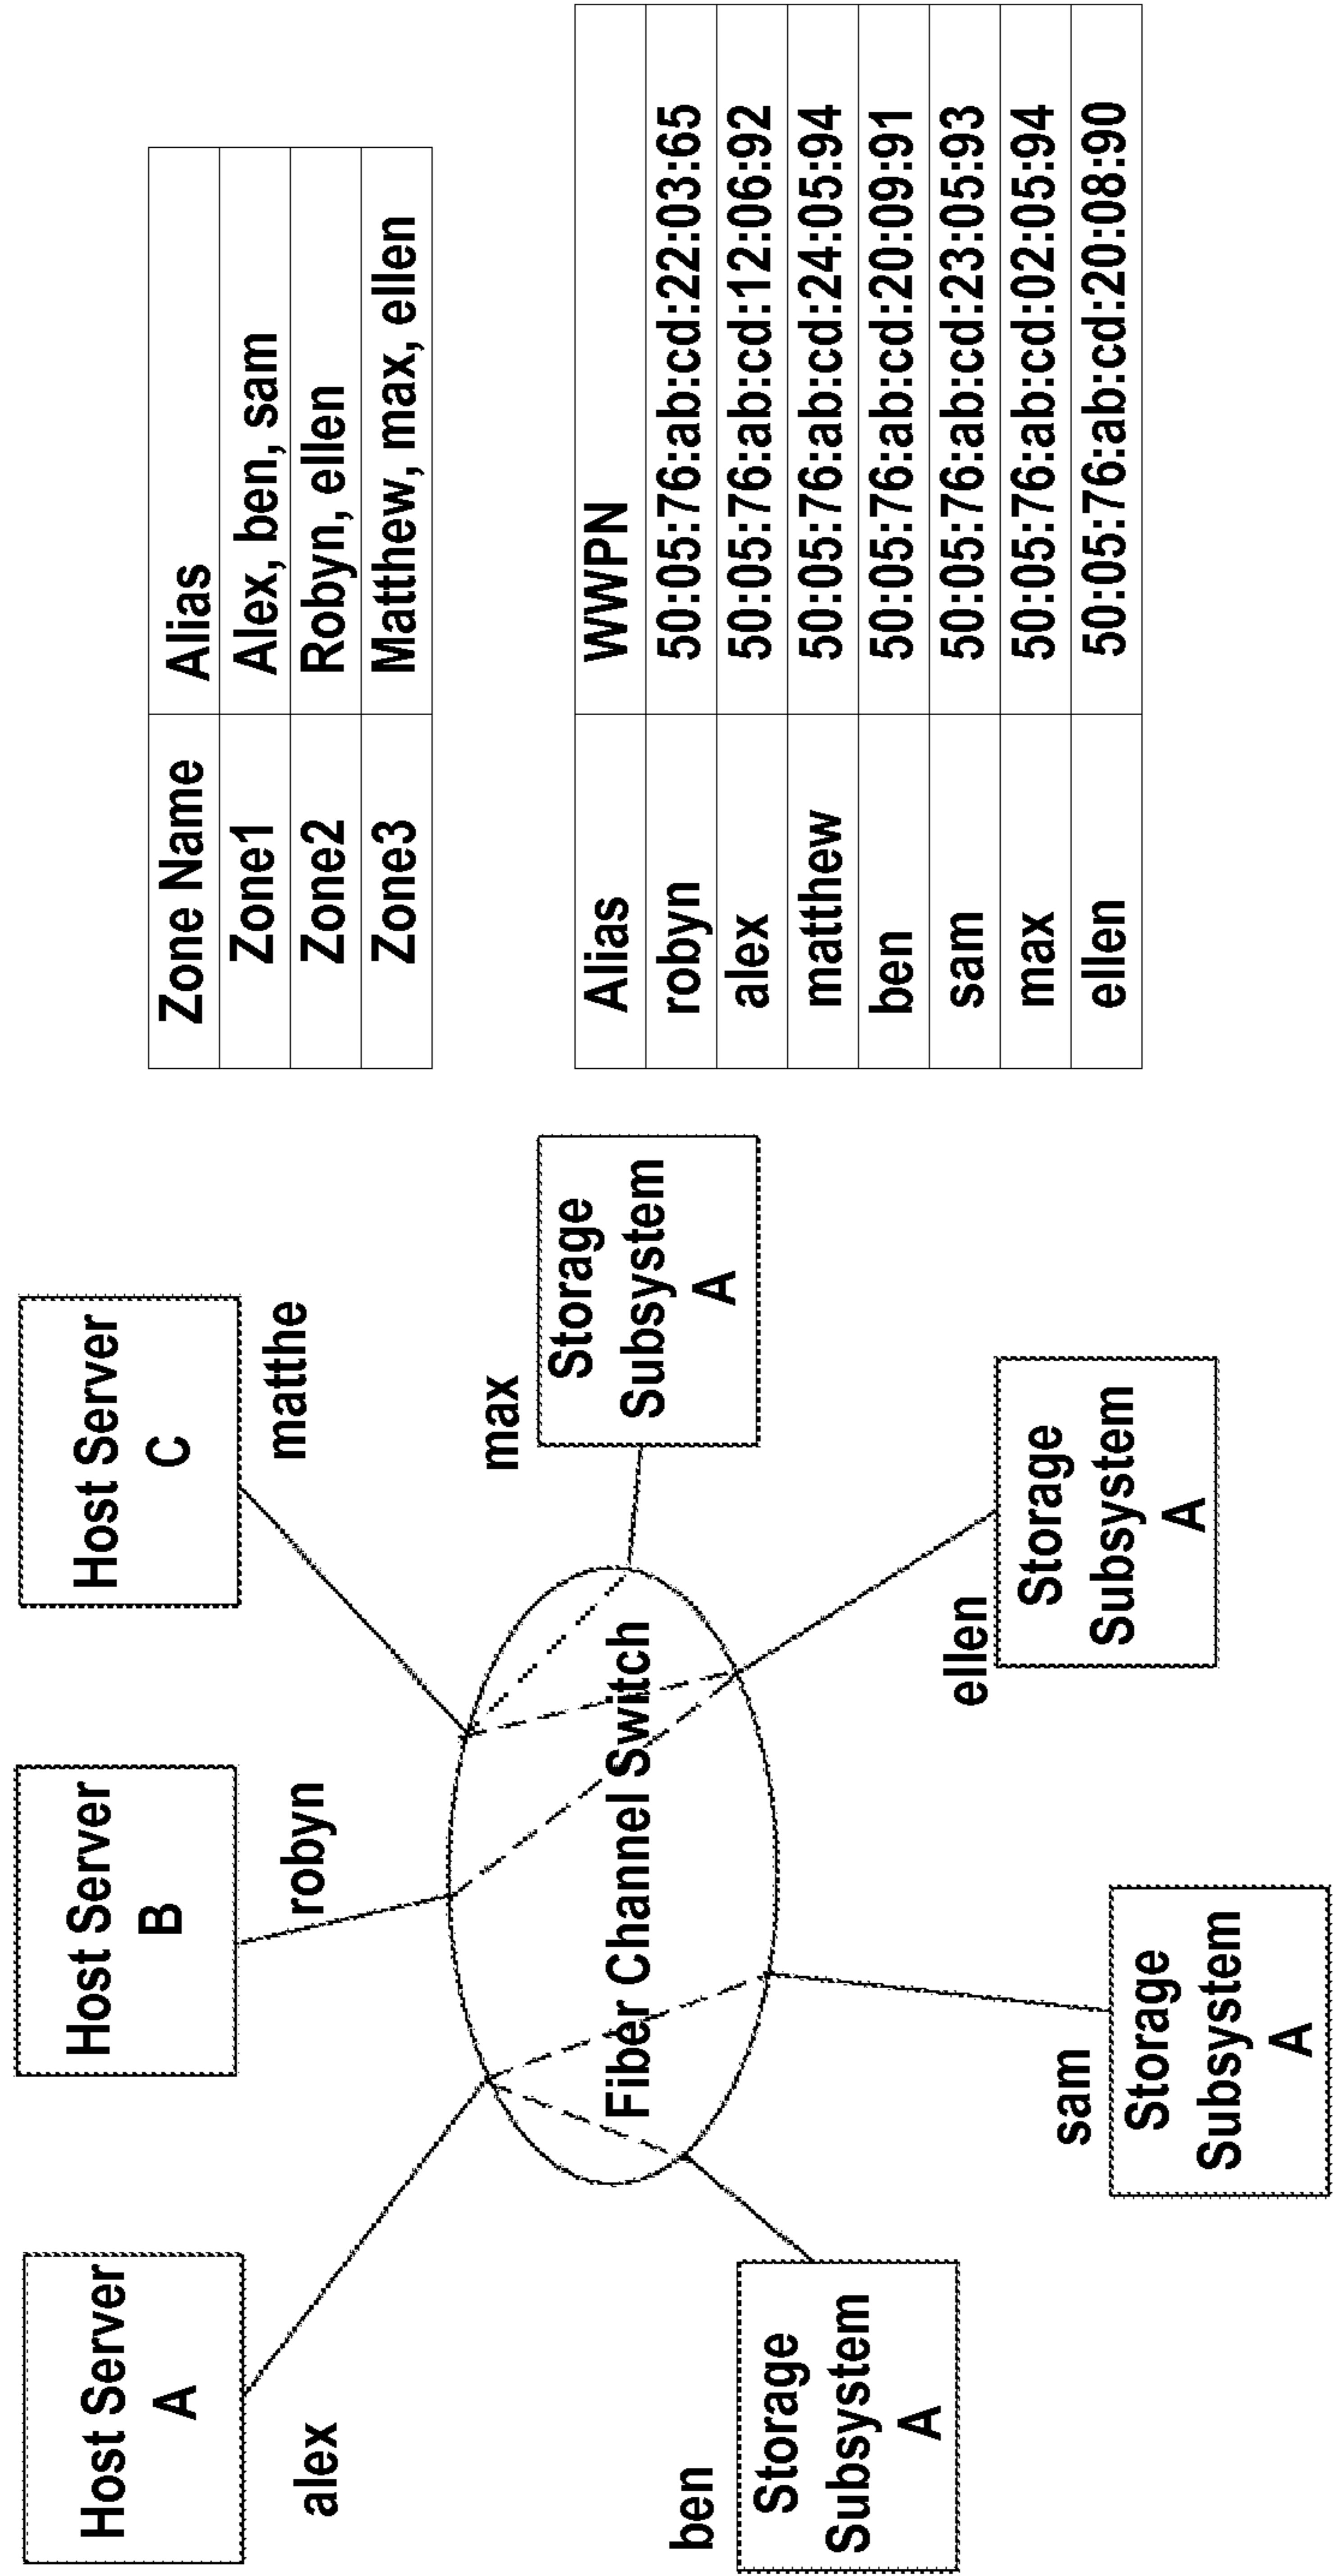 Host Server
A
Host Server
B
Host Server
C
alex
robyn
matthe
Fiber Channel Switch
ben
sam
ellen
max
Storage
Subsystem
A
Storage
Subsystem
A
Storage
Subsystem
A
Storage
Subsystem
A
Zone Name Alias
Zone1 Alex, ben, sam
Zone2 Robyn, ellen
Zone3 Matthew, max, ellen
Alias WWPN
robyn 50:05:76:ab:cd:22:03:65
alex 50:05:76:ab:cd:12:06:92
matthew 50:05:76:ab:cd:24:05:94
ben 50:05:76:ab:cd:20:09:91
sam 50:05:76:ab:cd:23:05:93
max 50:05:76:ab:cd:02:05:94
ellen 50:05:76:ab:cd:20:08:90